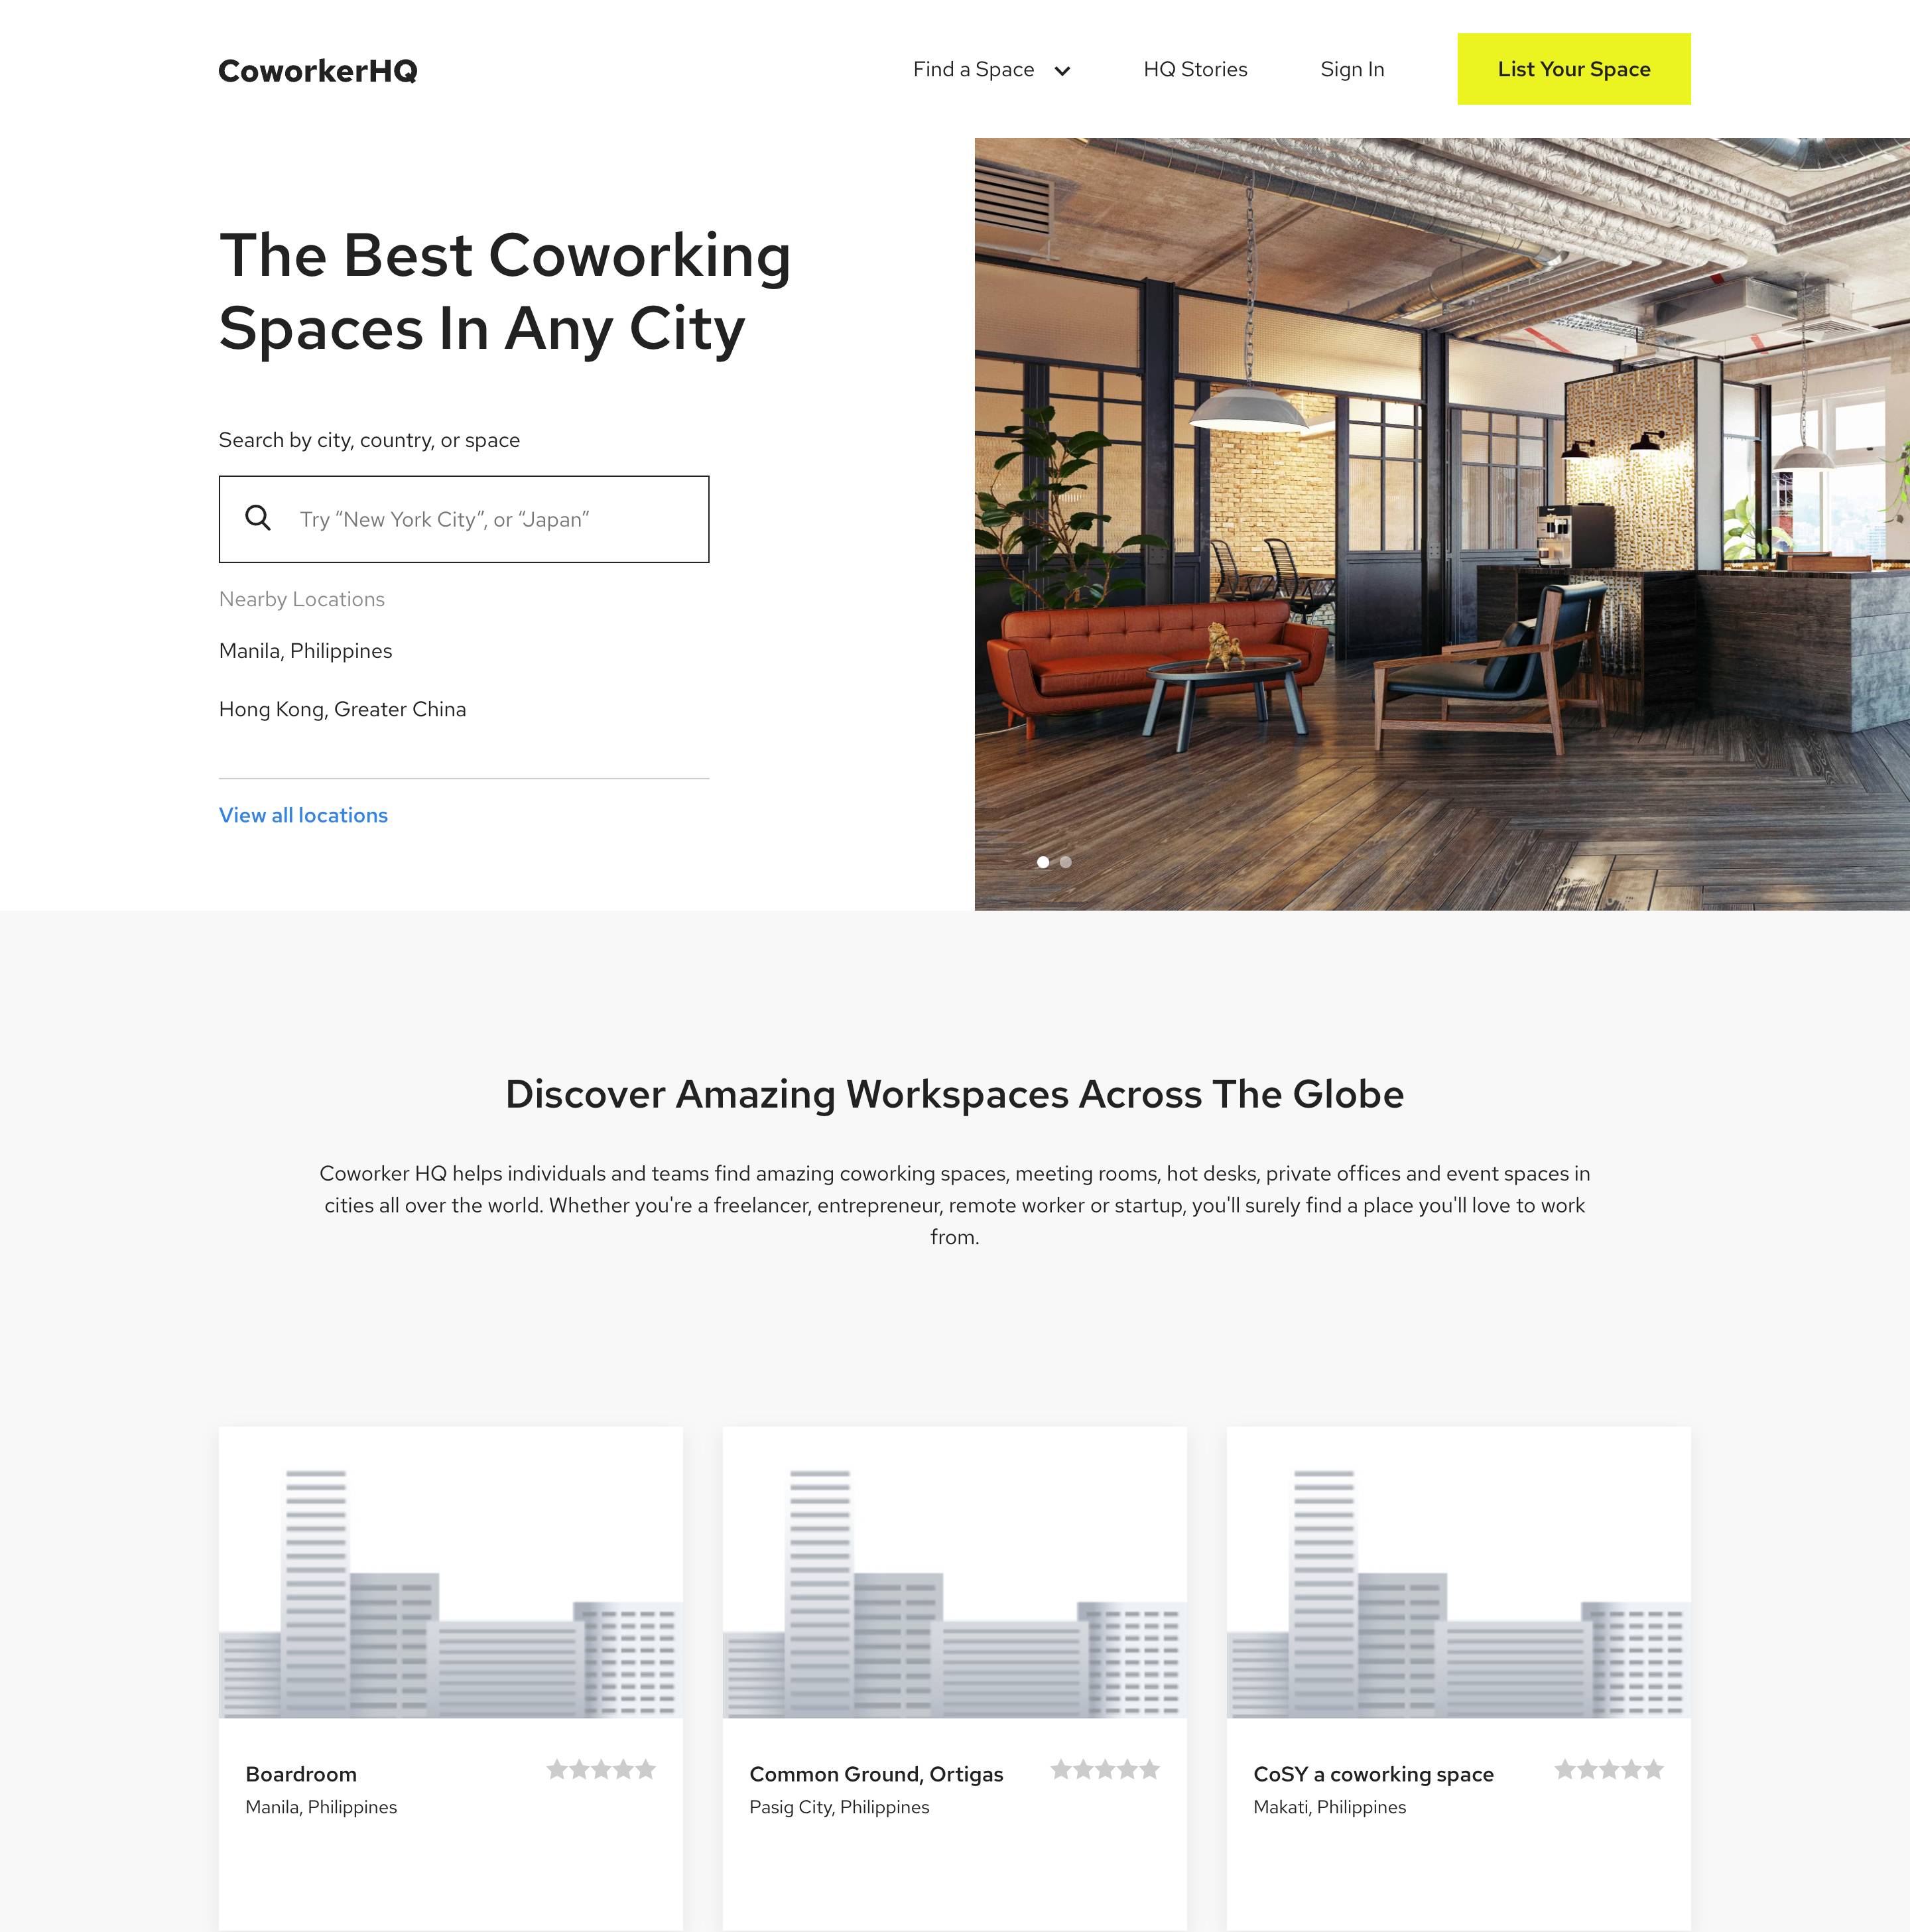 CoworkerHQ
Find a Space
HQ Stories
Sign In
List Your Space
The Best Coworking
Spaces In Any City
Search by city, country, or space
Try “New York City”, or “Japan”
Nearby Locations
Manila, Philippines
Hong Kong, Greater China
View all locations
Discover Amazing Workspaces Across The Globe
Coworker HQ helps individuals and teams find amazing coworking spaces, meeting rooms, hot desks, private offices and event spaces in
cities all over the world. Whether you're a freelancer, entrepreneur, remote worker or startup, you'll surely find a place you'll love to work
from.
Boardroom
Manila, Philippines
Common Ground, Ortigas
Pasig City, Philippines
CoSY a coworking space
Makati, Philippines